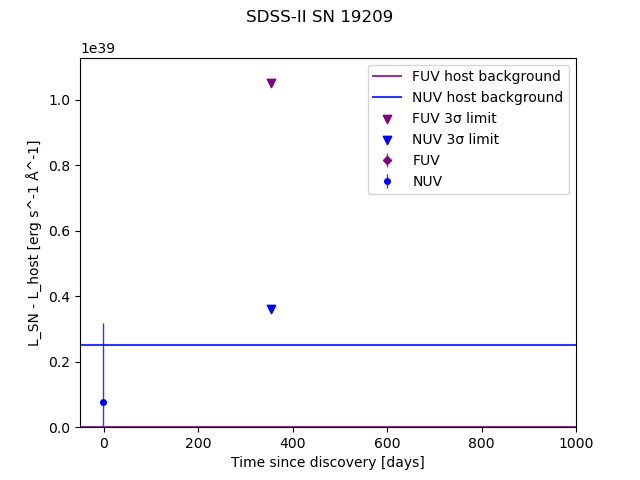 SDSS-II SN 19209
1e39
1.0
0.8
0.6
0.4
0.2
0.0
L_SN - L_host [erg s^-1 Å^-1]
FUV host background
NUV host background
FUV 3σ limit
NUV 3σ limit
FUV
NUV
0 200 400 600 800 1000
Time since discovery [days]